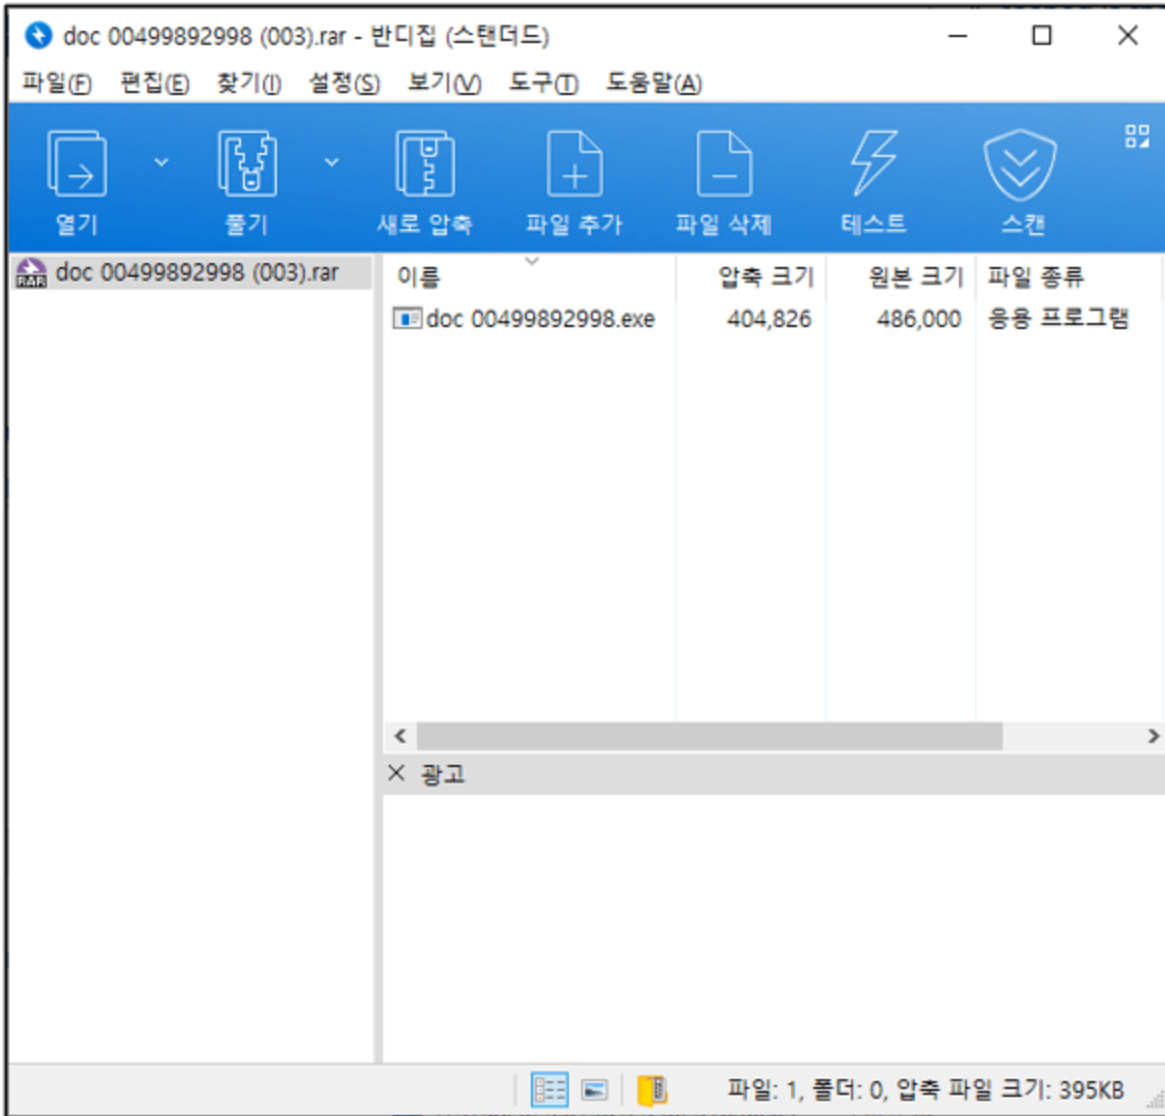 doc 00499892998 (003).rar - 반디집 (스탠더드)
파일(F) 편집(E) 찾기(I) 설정(S) 보기(V) 도구(T) 도움말(A)
열기 풀기 새로 압축 파일 추가 파일 삭제 테스트 스캔
RAR doc 00499892998 (003).rar
이름 압축 크기 원본 크기 파일 종류
doc 00499892998.exe 404,826 486,000 응용 프로그램
광고
파일: 1, 폴더: 0, 압축 파일 크기: 395KB